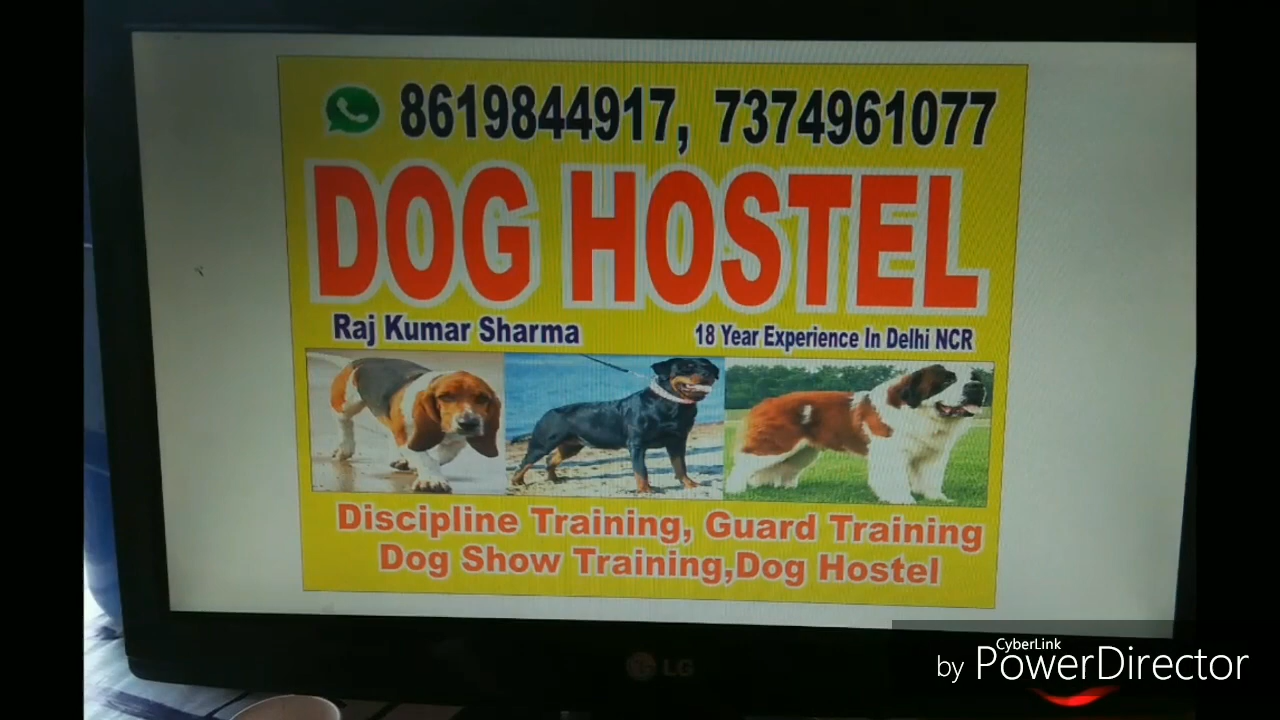 8619844917, 7374961077
DOG HOSTEL
Raj Kumar Sharma
18 Year Experience In Delhi NCR
Discipline Training, Guard Training
Dog Show Training,Dog Hostel
LG
CyberLink
by PowerDirector